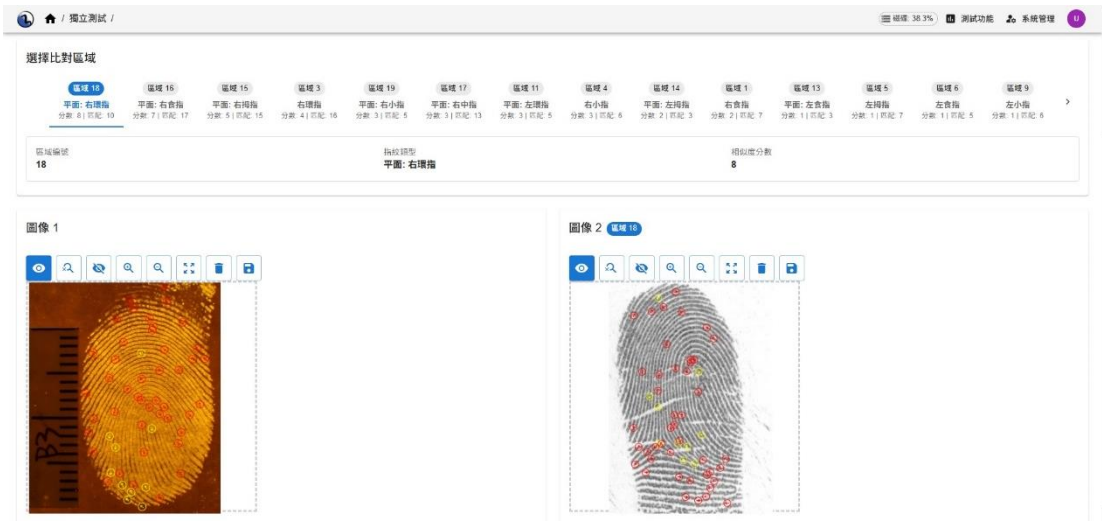 / 獨立測試 /
磁碟: 38.3% 測試功能 系統管理 U
選擇比對區域
區域 18 區域 16 區域 15 區域 3 區域 19 區域 17 區域 11 區域 4 區域 14 區域 1 區域 13 區域 5 區域 6 區域 9
平面: 右環指 平面: 右食指 平面: 右拇指 右環指 平面: 右小指 平面: 右中指 平面: 左環指 右小指 平面: 左拇指 右食指 平面: 左食指 左拇指 左食指 左小指
分數: 8 | 匹配: 10 分數: 7 | 匹配: 17 分數: 5 | 匹配: 15 分數: 4 | 匹配: 16 分數: 3 | 匹配: 5 分數: 3 | 匹配: 13 分數: 3 | 匹配: 5 分數: 3 | 匹配: 6 分數: 2 | 匹配: 3 分數: 2 | 匹配: 7 分數: 1 | 匹配: 3 分數: 1 | 匹配: 7 分數: 1 | 匹配: 5 分數: 1 | 匹配: 6
區域編號 指紋類型 相似度分數
18 平面: 右環指 8
圖像 1
圖像 2 區域 18
B3